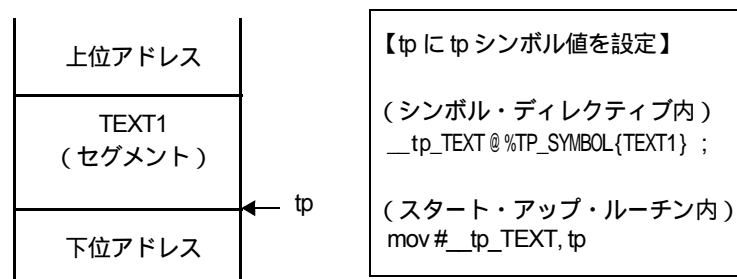 上位アドレス
TEXT1
(セグメント)
tp
下位アドレス
【tp に tp シンボル値を設定】
(シンボル・ディレクティブ内)
__tp_TEXT @ %TP_SYMBOL{TEXT1} ;
(スタート・アップ・ルーチン内)
mov #__tp_TEXT, tp